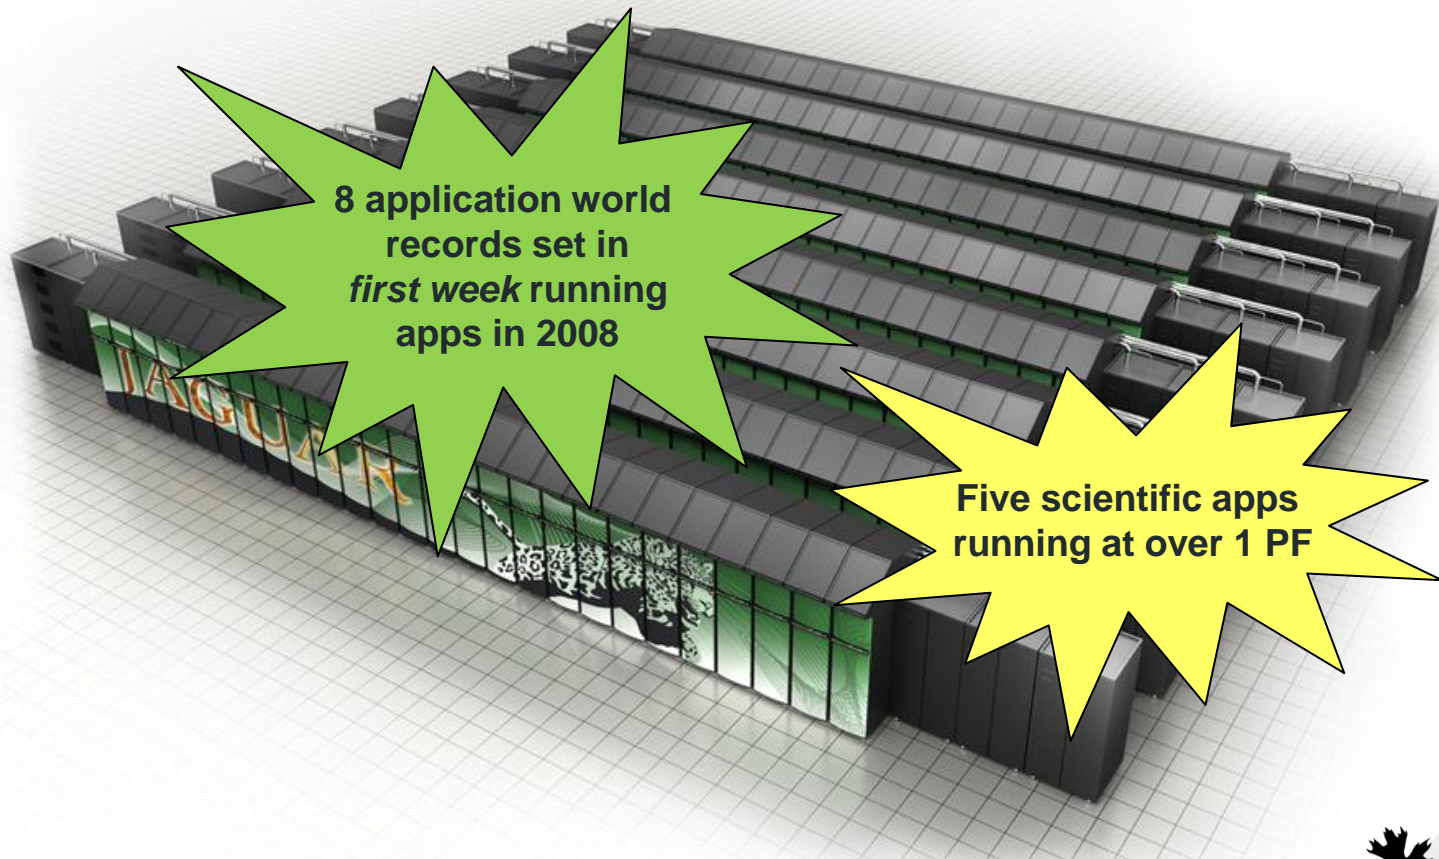 8 application world
records set in
first week running
apps in 2008
JAGUAR
Five scientific apps
running at over 1 PF